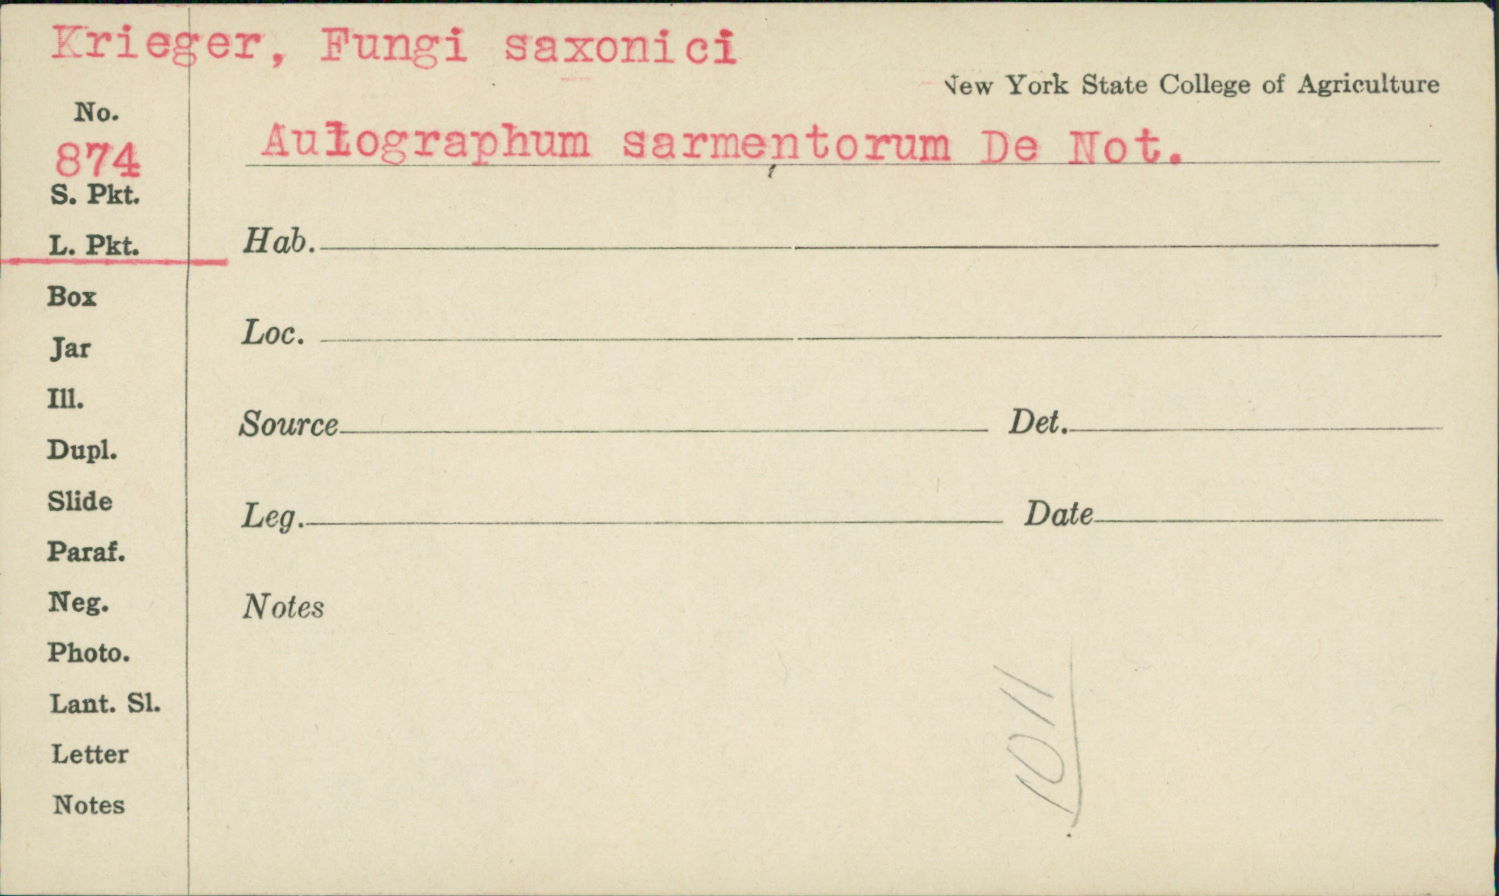 Krieger, Fungi saxonici
New York State College of Agriculture
No.
874
Aulographum sarmentorum De Not.
S. Pkt.
L. Pkt.
Hab.
Box
Loc.
Jar
Ill.
Source Det.
Dupl.
Slide
Leg. Date
Paraf.
Neg.
Notes
Photo.
Lant. Sl.
Letter
Notes
1011